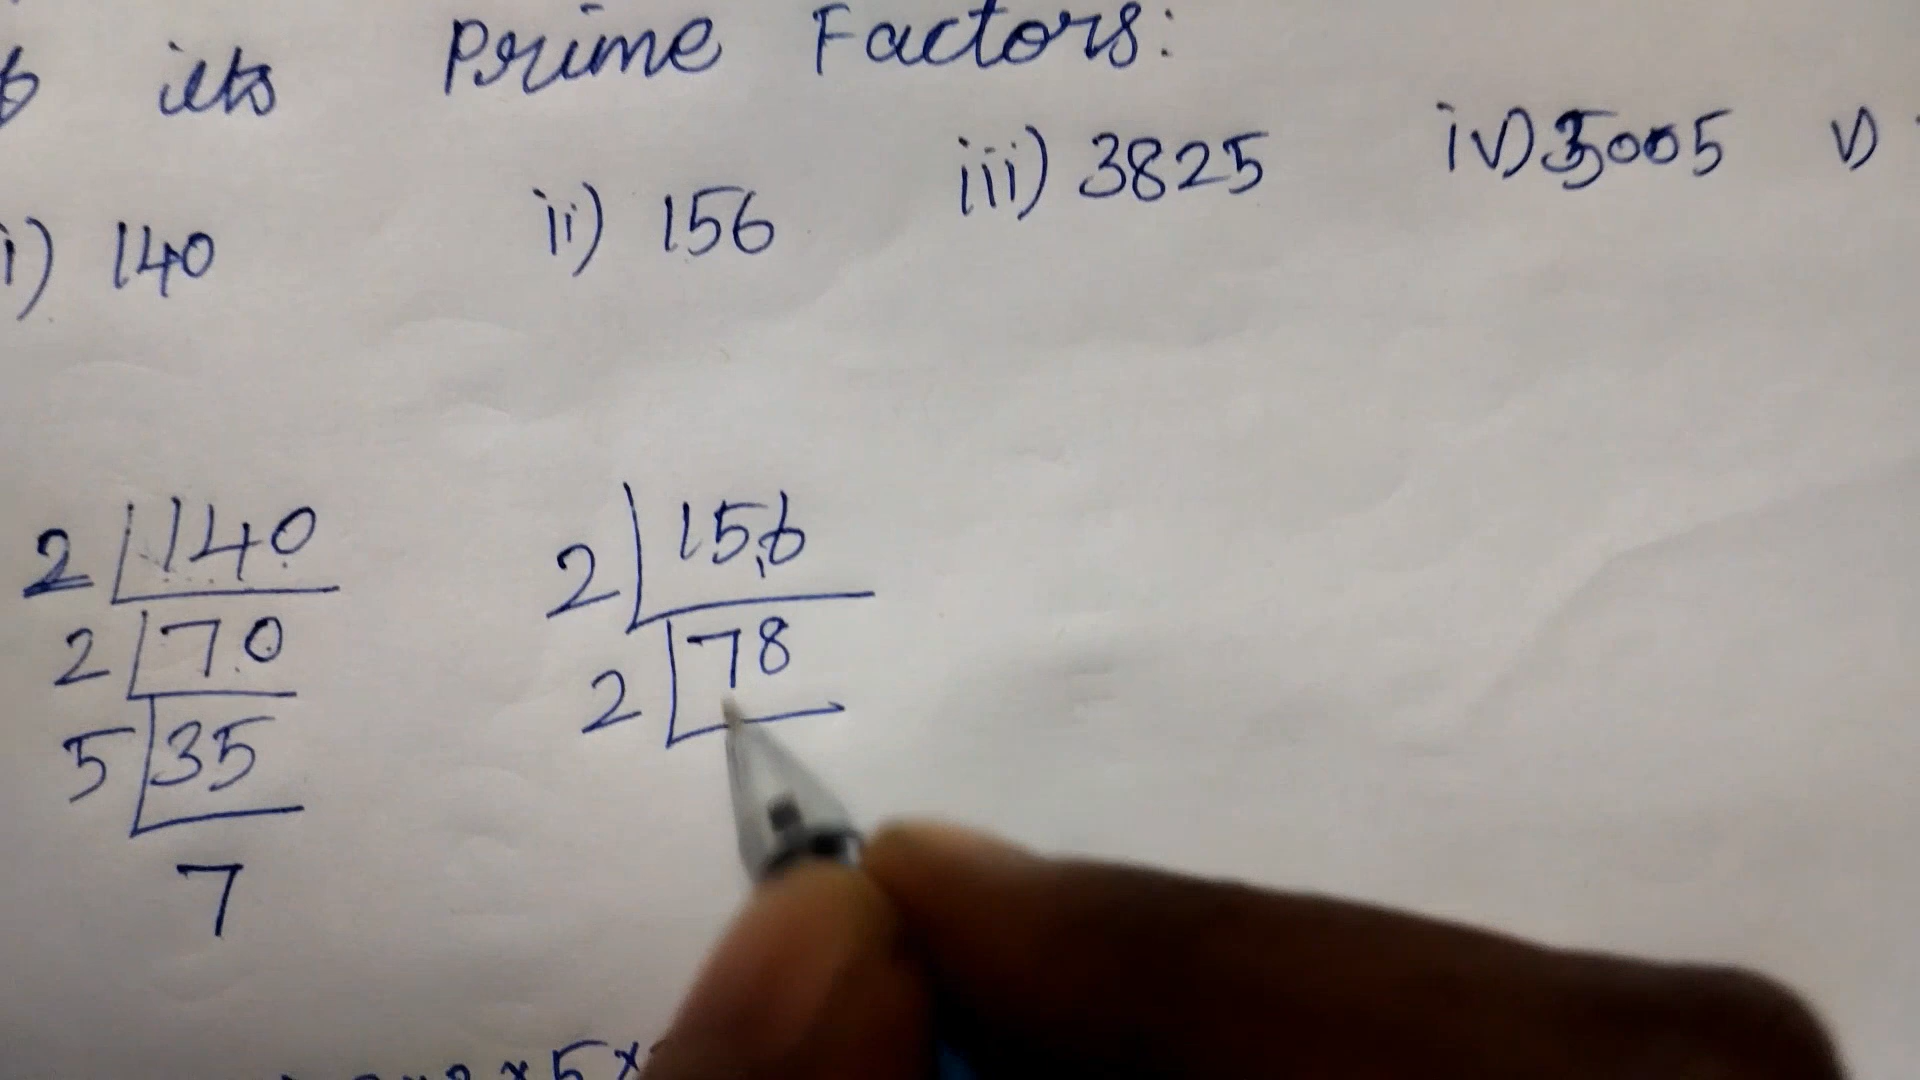 its Prime Factors:
i) 140 ii) 156 iii) 3825 iv) 5005 v)
2 140
2 70
5 35
7
2 156
2 78
× 5 ×